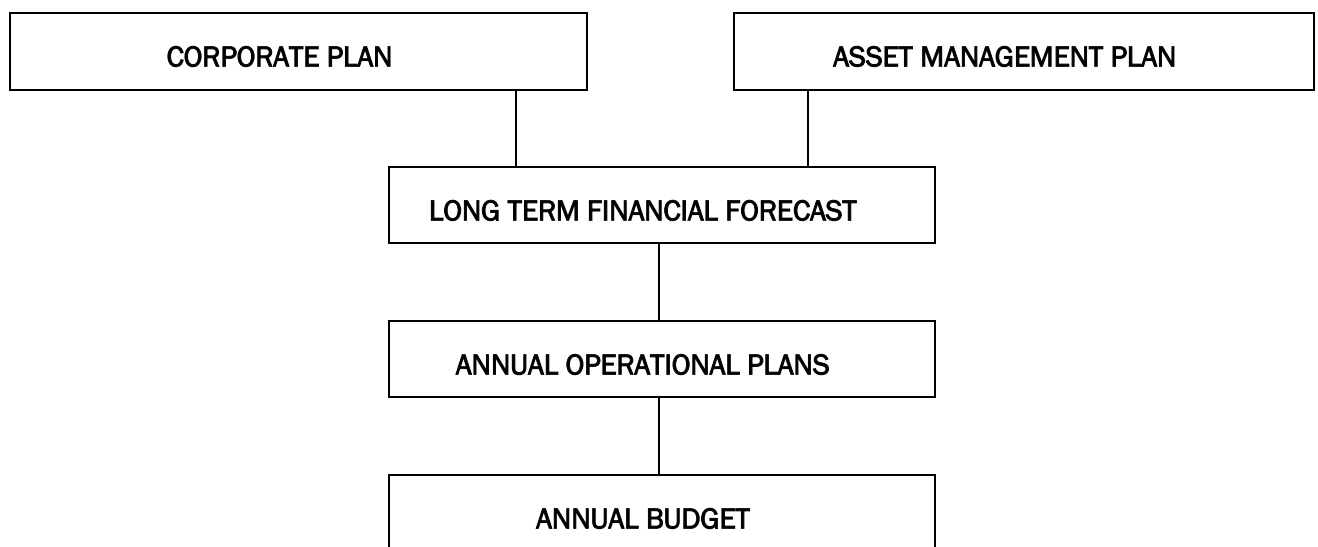 CORPORATE PLAN
ASSET MANAGEMENT PLAN
LONG TERM FINANCIAL FORECAST
ANNUAL OPERATIONAL PLANS
ANNUAL BUDGET